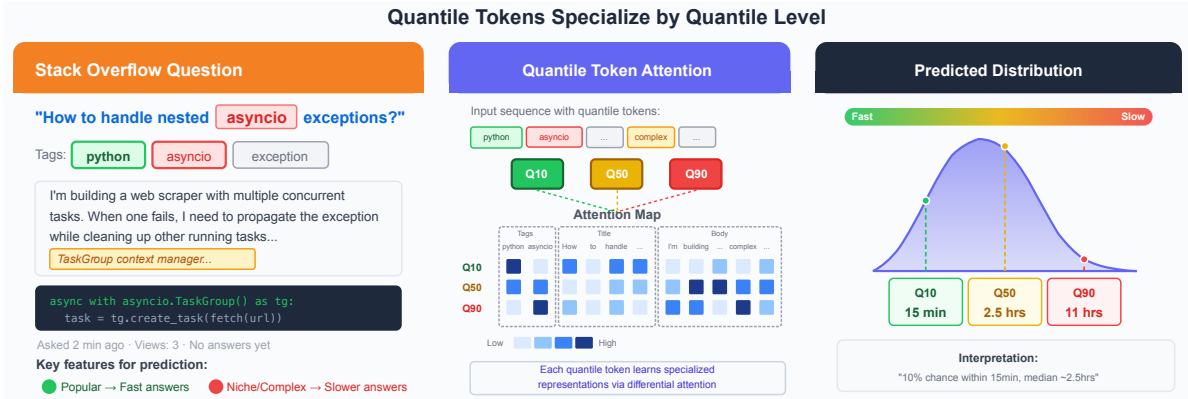 Quantile Tokens Specialize by Quantile Level
Stack Overflow Question
"How to handle nested asyncio exceptions?"
Tags: python asyncio exception
I'm building a web scraper with multiple concurrent
tasks. When one fails, I need to propagate the exception
while cleaning up other running tasks...
TaskGroup context manager...
async with asyncio.TaskGroup() as tg:
task = tg.create_task(fetch(url))
Asked 2 min ago · Views: 3 · No answers yet
Key features for prediction:
Popular → Fast answers Niche/Complex → Slower answers
Quantile Token Attention
Input sequence with quantile tokens:
python asyncio ... complex ...
Q10 Q50 Q90
Attention Map
Tags Title Body
python asyncio How to handle ... I'm building ... complex ...
Q10
Q50
Q90
Low High
Each quantile token learns specialized
representations via differential attention
Predicted Distribution
Fast Slow
Q10 Q50 Q90
15 min 2.5 hrs 11 hrs
Interpretation:
"10% chance within 15min, median ~2.5hrs"